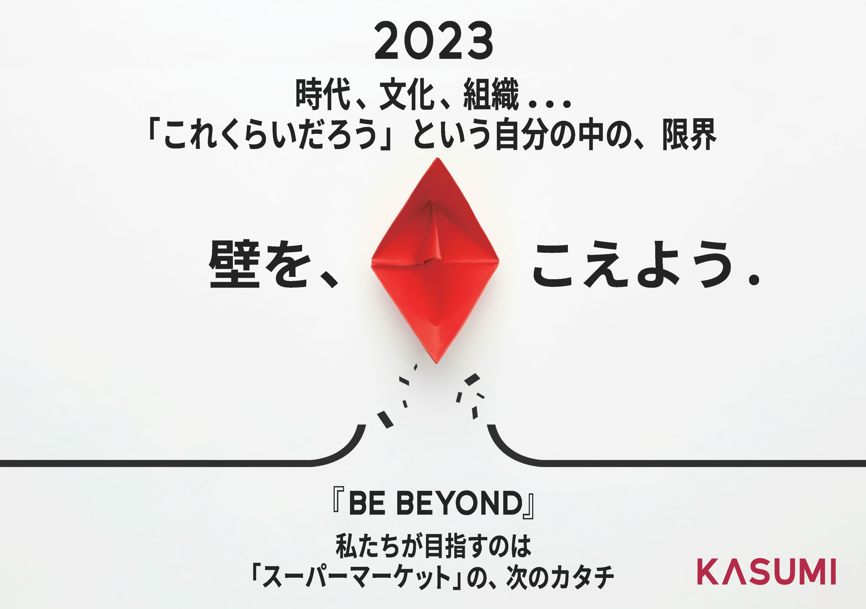 2023
時代、文化、組織...
「これくらいだろう」という自分の中の、限界
壁を、こえよう.
『BE BEYOND』
私たちが目指すのは
「スーパーマーケット」の、次のカタチ
KASUMI